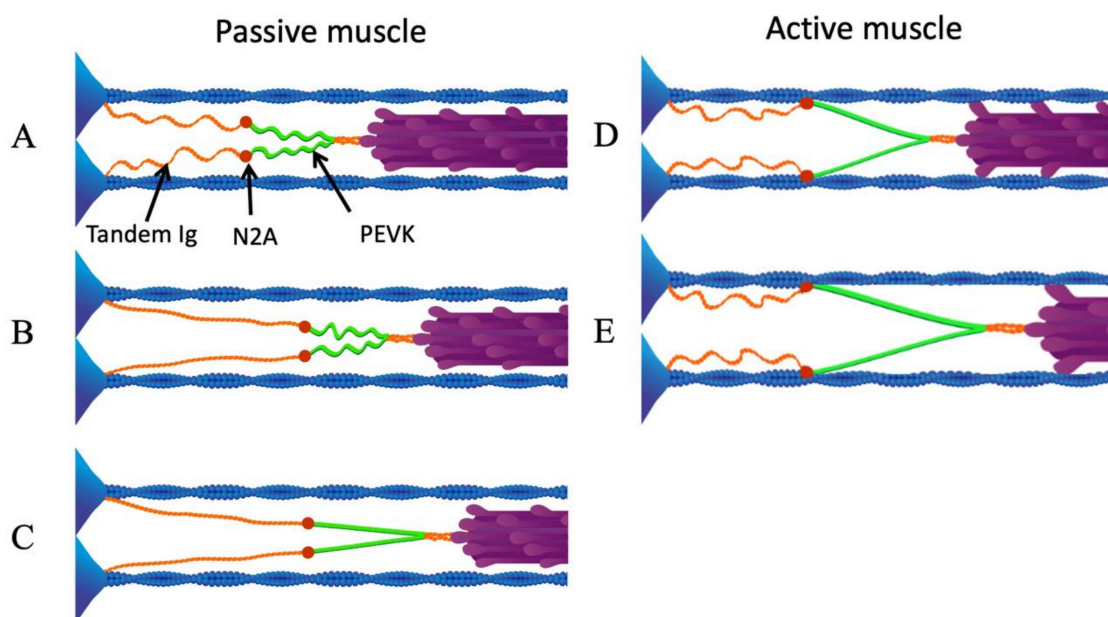 Passive muscle
Active muscle
A
Tandem Ig
N2A
PEVK
B
C
D
E